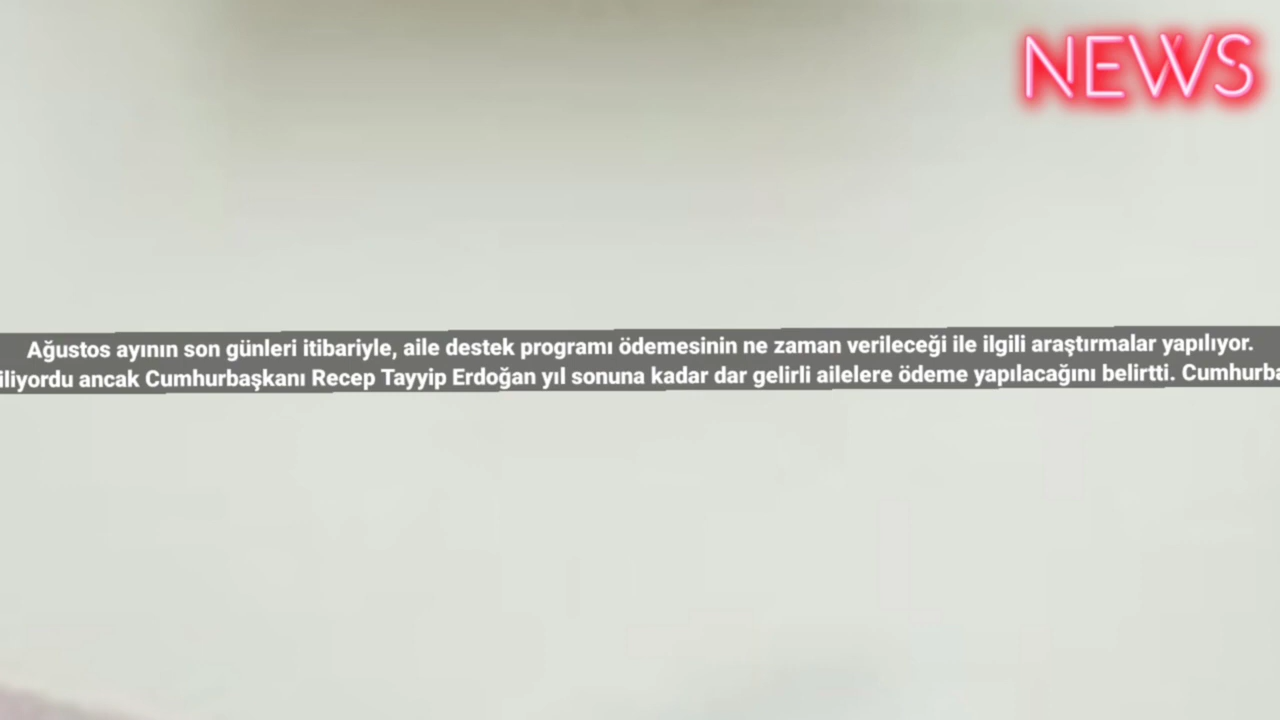 NEWS
Ağustos ayının son günleri itibariyle, aile destek programı ödemesinin ne zaman verileceği ile ilgili araştırmalar yapılıyor.
iliyordu ancak Cumhurbaşkanı Recep Tayyip Erdoğan yıl sonuna kadar dar gelirli ailelere ödeme yapılacağını belirtti. Cumhurba